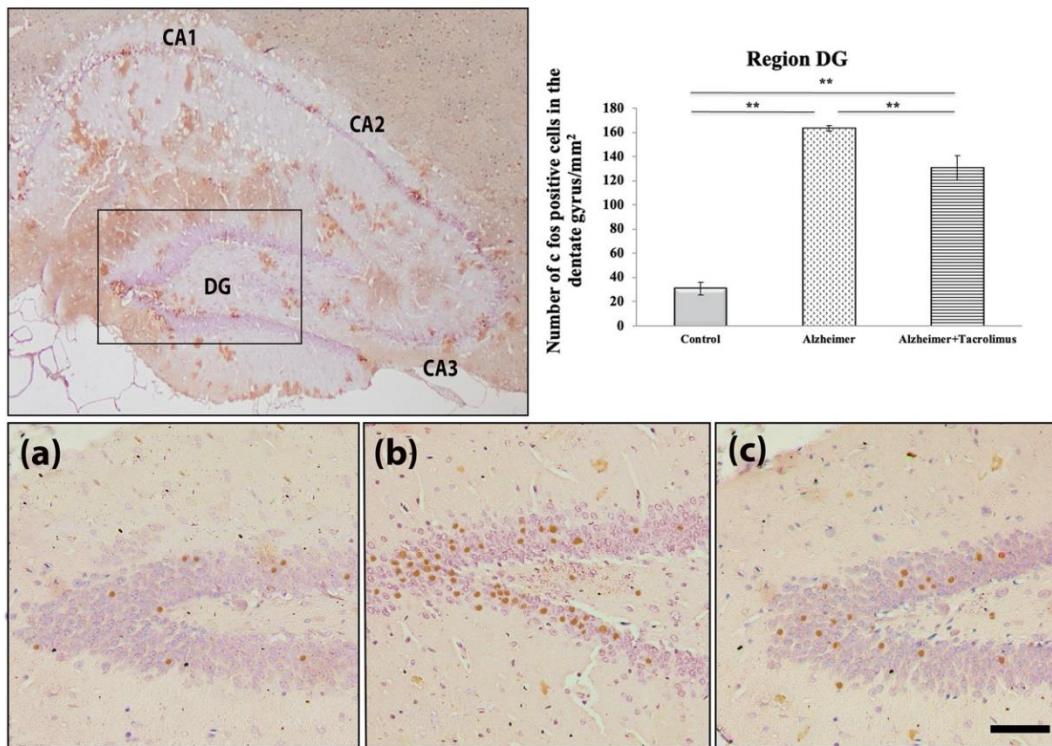 CA1
CA2
DG
CA3
Region DG
**
**
**
Number of c fos positive cells in the
dentate gyrus/mm²
180
160
140
120
100
80
60
40
20
0
Control
Alzheimer
Alzheimer+Tacrolimus
(a)
(b)
(c)